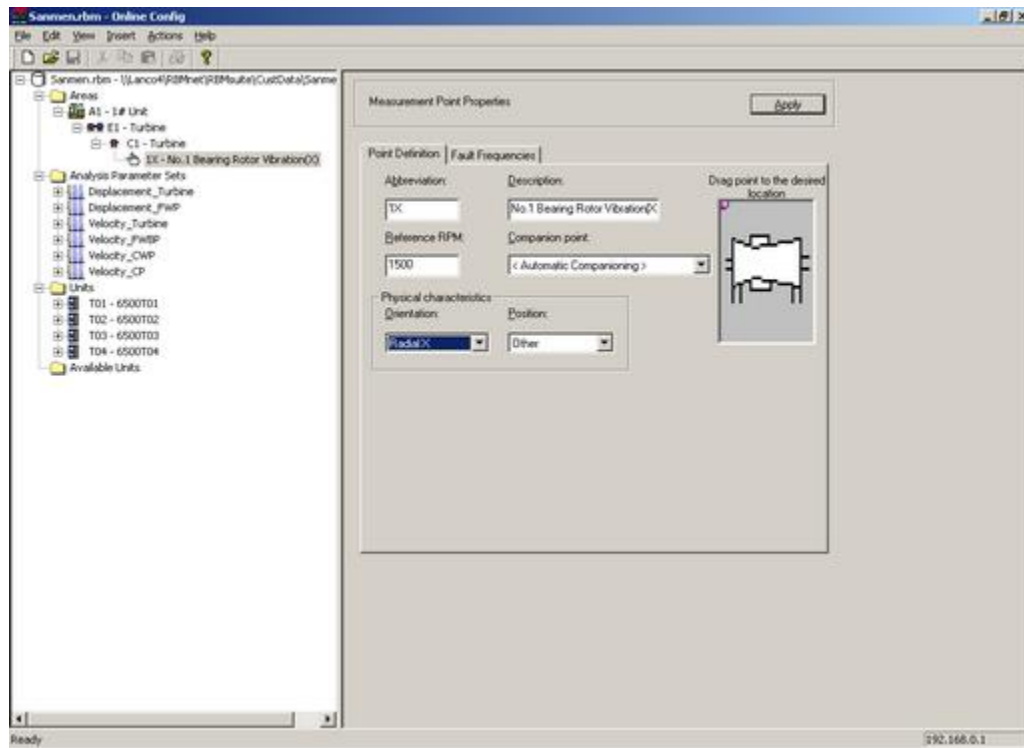 Sanmen.rbm - Online Config
File Edit View Insert Actions Help
Sanmen.rbm - \\Lanco4\RBMnet\RBMsuite\CustData\Sanme
Areas
A1 - 1# Unit
E1 - Turbine
C1 - Turbine
1X - No.1 Bearing Rotor Vibration(X)
Analysis Parameter Sets
Displacement_Turbine
Displacement_FWP
Velocity_Turbine
Velocity_FWBP
Velocity_CWP
Velocity_CP
Units
T01 - 6500T01
T02 - 6500T02
T03 - 6500T03
T04 - 6500T04
Available Units
Measurement Point Properties
Apply
Point Definition Fault Frequencies
Abbreviation: Description: Drag point to the desired
location
1X No.1 Bearing Rotor Vibration(X
Reference RPM: Companion point:
1500 < Automatic Companioning >
Physical characteristics
Orientation: Position:
Radial X Other
Ready 192.168.0.1